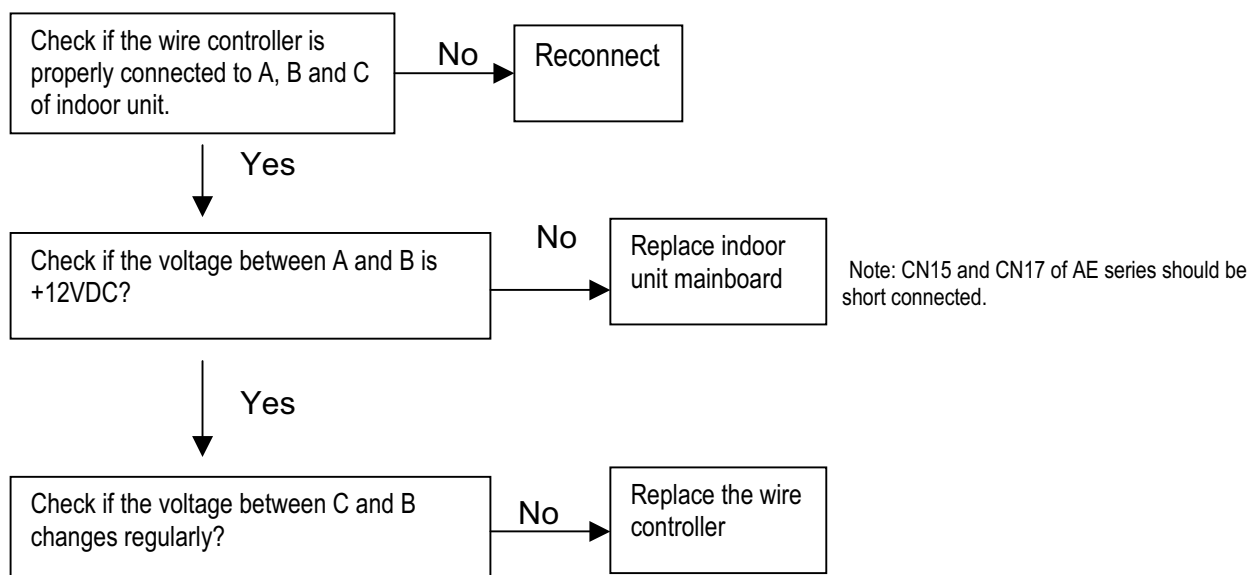 Check if the wire controller is
properly connected to A, B and C
of indoor unit.
No
Reconnect
Yes
Check if the voltage between A and B is
+12VDC?
No
Replace indoor
unit mainboard
Note: CN15 and CN17 of AE series should be
short connected.
Yes
Check if the voltage between C and B
changes regularly?
No
Replace the wire
controller